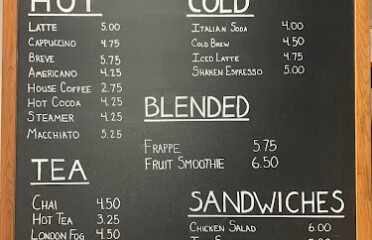 HOT
LATTE 5.00
CAPPUCCINO 4.75
BREVE 5.75
AMERICANO 4.25
HOUSE COFFEE 2.75
HOT COCOA 4.25
STEAMER 4.25
MACCHIATO 5.25
TEA
CHAI 4.50
HOT TEA 3.25
LONDON FOG 4.50
COLD
ITALIAN SODA 4.00
COLD BREW 4.50
ICED LATTE 4.75
SHAKEN ESPRESSO 5.00
BLENDED
FRAPPE 5.75
FRUIT SMOOTHIE 6.50
SANDWICHES
CHICKEN SALAD 6.00